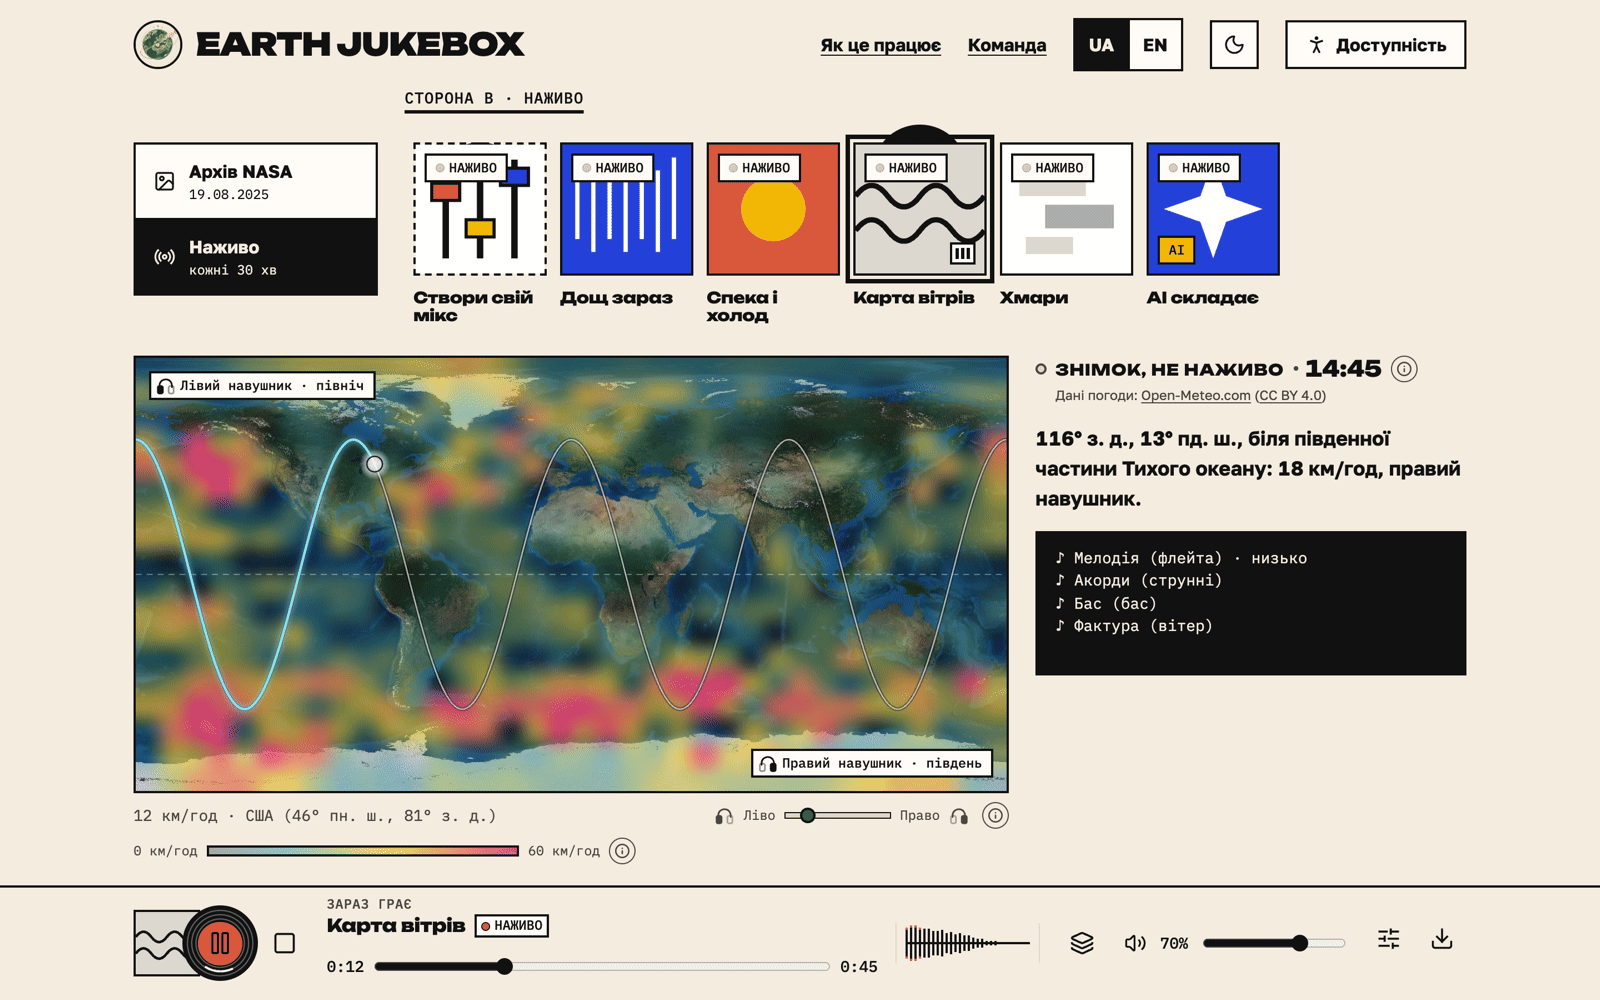 EARTH JUKEBOX
Як це працює
Команда
UA
EN
Доступність
СТОРОНА B · НАЖИВО
Архів NASA
19.08.2025
Наживо
кожні 30 хв
НАЖИВО
НАЖИВО
НАЖИВО
НАЖИВО
НАЖИВО
НАЖИВО
AI
Створи свій
мікс
Дощ зараз
Спека і
холод
Карта вітрів
Хмари
AI складає
Лівий навушник · північ
Правий навушник · південь
12 км/год · США (46° пн. ш., 81° з. д.)
Ліво
Право
0 км/год
60 км/год
ЗНІМОК, НЕ НАЖИВО · 14:45
Дані погоди: Open-Meteo.com (CC BY 4.0)
116° з. д., 13° пд. ш., біля південної
частини Тихого океану: 18 км/год, правий
навушник.
♪ Мелодія (флейта) · низько
♪ Акорди (струнні)
♪ Бас (бас)
♪ Фактура (вітер)
ЗАРАЗ ГРАЄ
Карта вітрів
НАЖИВО
0:12
0:45
70%